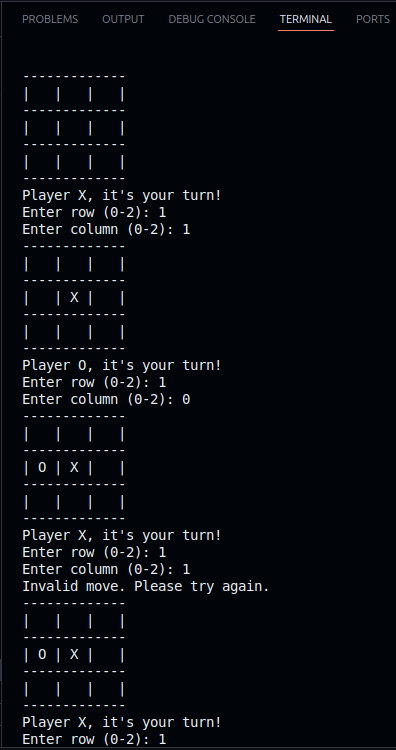 PROBLEMS OUTPUT DEBUG CONSOLE TERMINAL PORTS
-------------
|   |   |   |
-------------
|   |   |   |
-------------
|   |   |   |
-------------
Player X, it's your turn!
Enter row (0-2): 1
Enter column (0-2): 1
-------------
|   |   |   |
-------------
|   | X |   |
-------------
|   |   |   |
-------------
Player O, it's your turn!
Enter row (0-2): 1
Enter column (0-2): 0
-------------
|   |   |   |
-------------
| O | X |   |
-------------
|   |   |   |
-------------
Player X, it's your turn!
Enter row (0-2): 1
Enter column (0-2): 1
Invalid move. Please try again.
-------------
|   |   |   |
-------------
| O | X |   |
-------------
|   |   |   |
-------------
Player X, it's your turn!
Enter row (0-2): 1